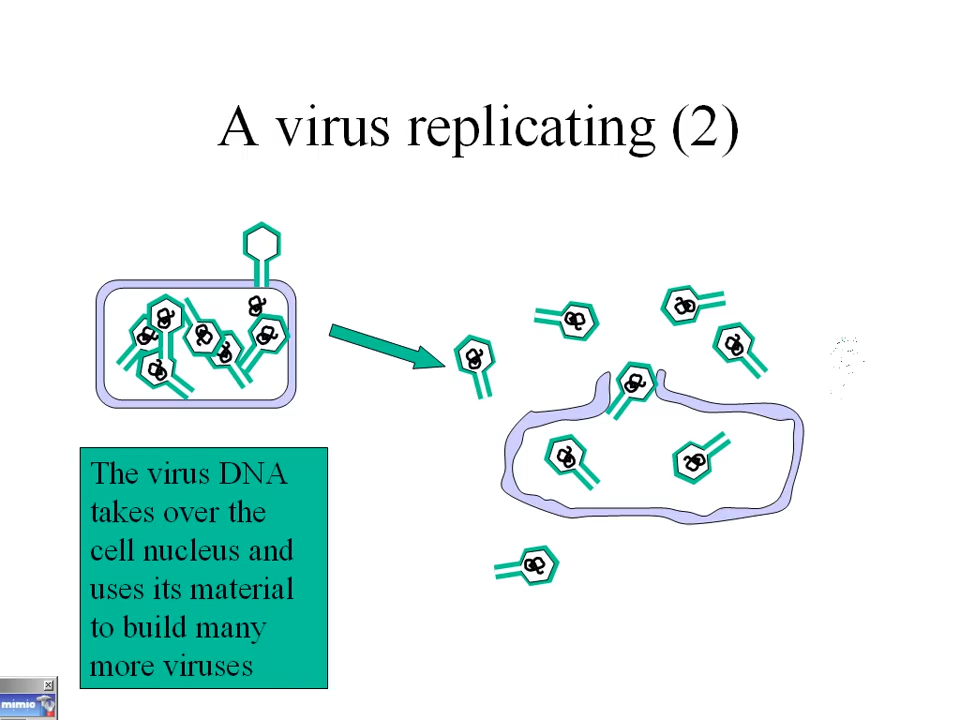 A virus replicating (2)
The virus DNA
takes over the
cell nucleus and
uses its material
to build many
more viruses
mimio